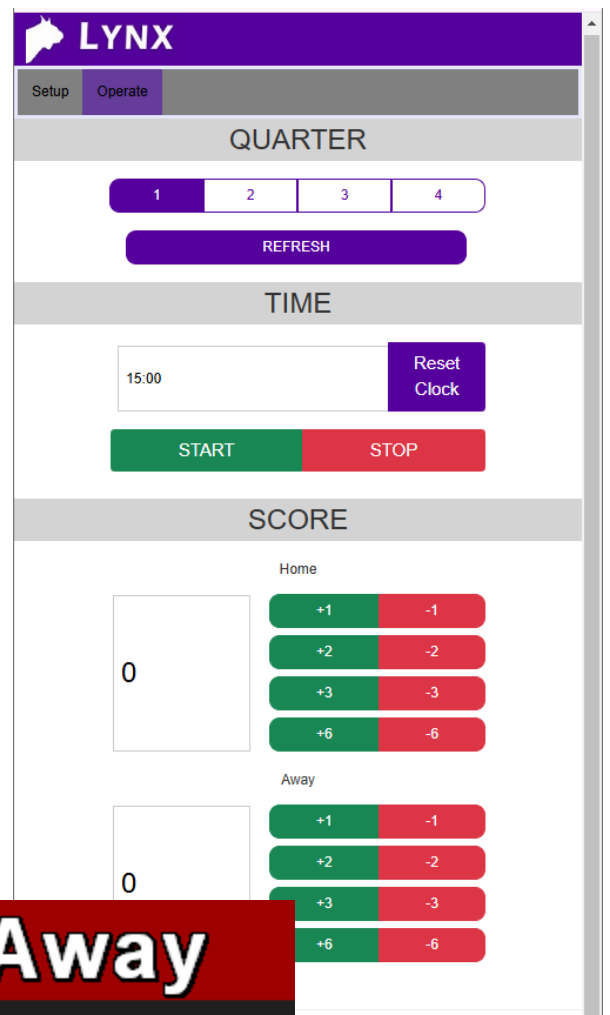 LYNX
Setup Operate
QUARTER
1 2 3 4
REFRESH
TIME
15:00 Reset Clock
START STOP
SCORE
Home
0
+1 -1
+2 -2
+3 -3
+6 -6
Away
0
+1 -1
+2 -2
+3 -3
+6 -6
Away